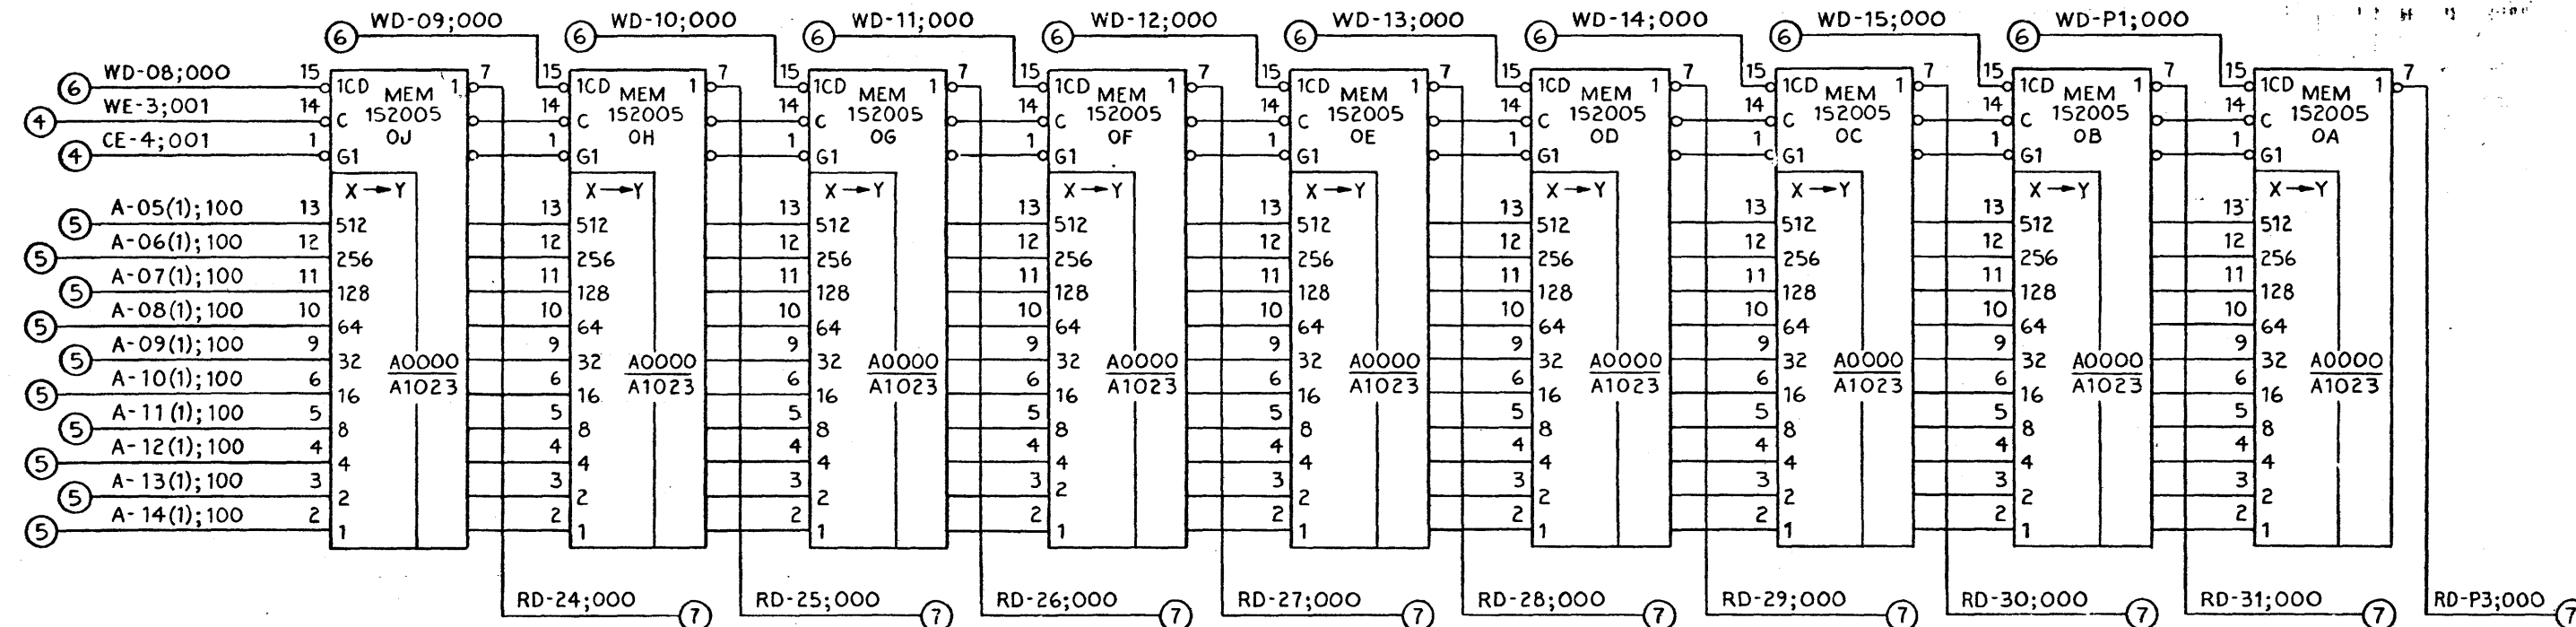 WD-09;000 WD-10;000 WD-11;000 WD-12;000 WD-13;000 WD-14;000 WD-15;000 WD-P1;000
6 6 6 6 6 6 6 6
WD-08;000 15 7 15 7 15 7 15 7 15 7 15 7 15 7 15 7 15 7
6 1CD MEM 1 1CD MEM 1 1CD MEM 1 1CD MEM 1 1CD MEM 1 1CD MEM 1 1CD MEM 1 1CD MEM 1 1CD MEM 1
WE-3;001 14 14 14 14 14 14 14 14 14
4 C 1S2005 C 1S2005 C 1S2005 C 1S2005 C 1S2005 C 1S2005 C 1S2005 C 1S2005 C 1S2005
CE-4;001 1 0J 1 0H 1 0G 1 0F 1 0E 1 0D 1 0C 1 0B 1 0A
4 G1 G1 G1 G1 G1 G1 G1 G1 G1
X→Y X→Y X→Y X→Y X→Y X→Y X→Y X→Y X→Y
A-05(1);100 13 13 13 13 13 13 13 13 13
5 512 512 512 512 512 512 512 512 512
A-06(1);100 12 12 12 12 12 12 12 12 12
5 256 256 256 256 256 256 256 256 256
A-07(1);100 11 11 11 11 11 11 11 11 11
5 128 128 128 128 128 128 128 128 128
A-08(1);100 10 10 10 10 10 10 10 10 10
5 64 64 64 64 64 64 64 64 64
A-09(1);100 9 9 9 9 9 9 9 9 9
5 32 A0000 32 A0000 32 A0000 32 A0000 32 A0000 32 A0000 32 A0000 32 A0000 32 A0000
A-10(1);100 6 A1023 6 A1023 6 A1023 6 A1023 6 A1023 6 A1023 6 A1023 6 A1023 6 A1023
5 16 16 16 16 16 16 16 16 16
A-11(1);100 5 5 5 5 5 5 5 5 5
5 8 8 8 8 8 8 8 8 8
A-12(1);100 4 4 4 4 4 4 4 4 4
5 4 4 4 4 4 4 4 4 4
A-13(1);100 3 3 3 3 3 3 3 3 3
5 2 2 2 2 2 2 2 2 2
A-14(1);100 2 2 2 2 2 2 2 2 2
5 1 1 1 1 1 1 1 1 1
RD-24;000 7 RD-25;000 7 RD-26;000 7 RD-27;000 7 RD-28;000 7 RD-29;000 7 RD-30;000 7 RD-31;000 7 RD-P3;000 7